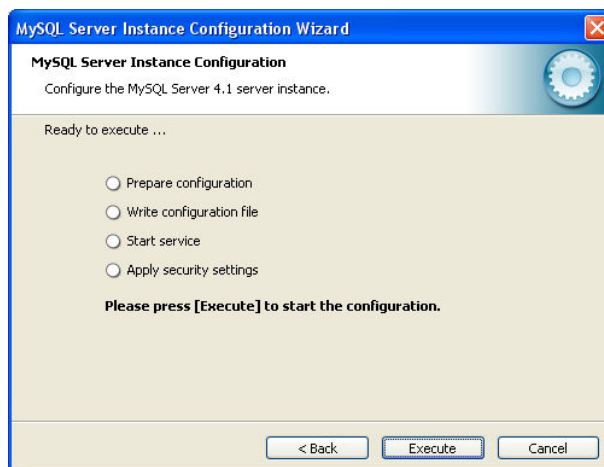 MySQL Server Instance Configuration Wizard
MySQL Server Instance Configuration
Configure the MySQL Server 4.1 server instance.
Ready to execute ...
Prepare configuration
Write configuration file
Start service
Apply security settings
Please press [Execute] to start the configuration.
< Back Execute Cancel